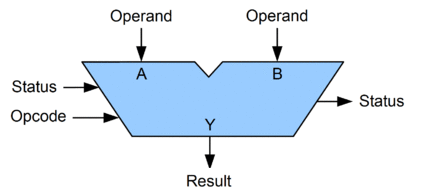 Operand Operand
A B
Status
Status
Opcode
Y
Result